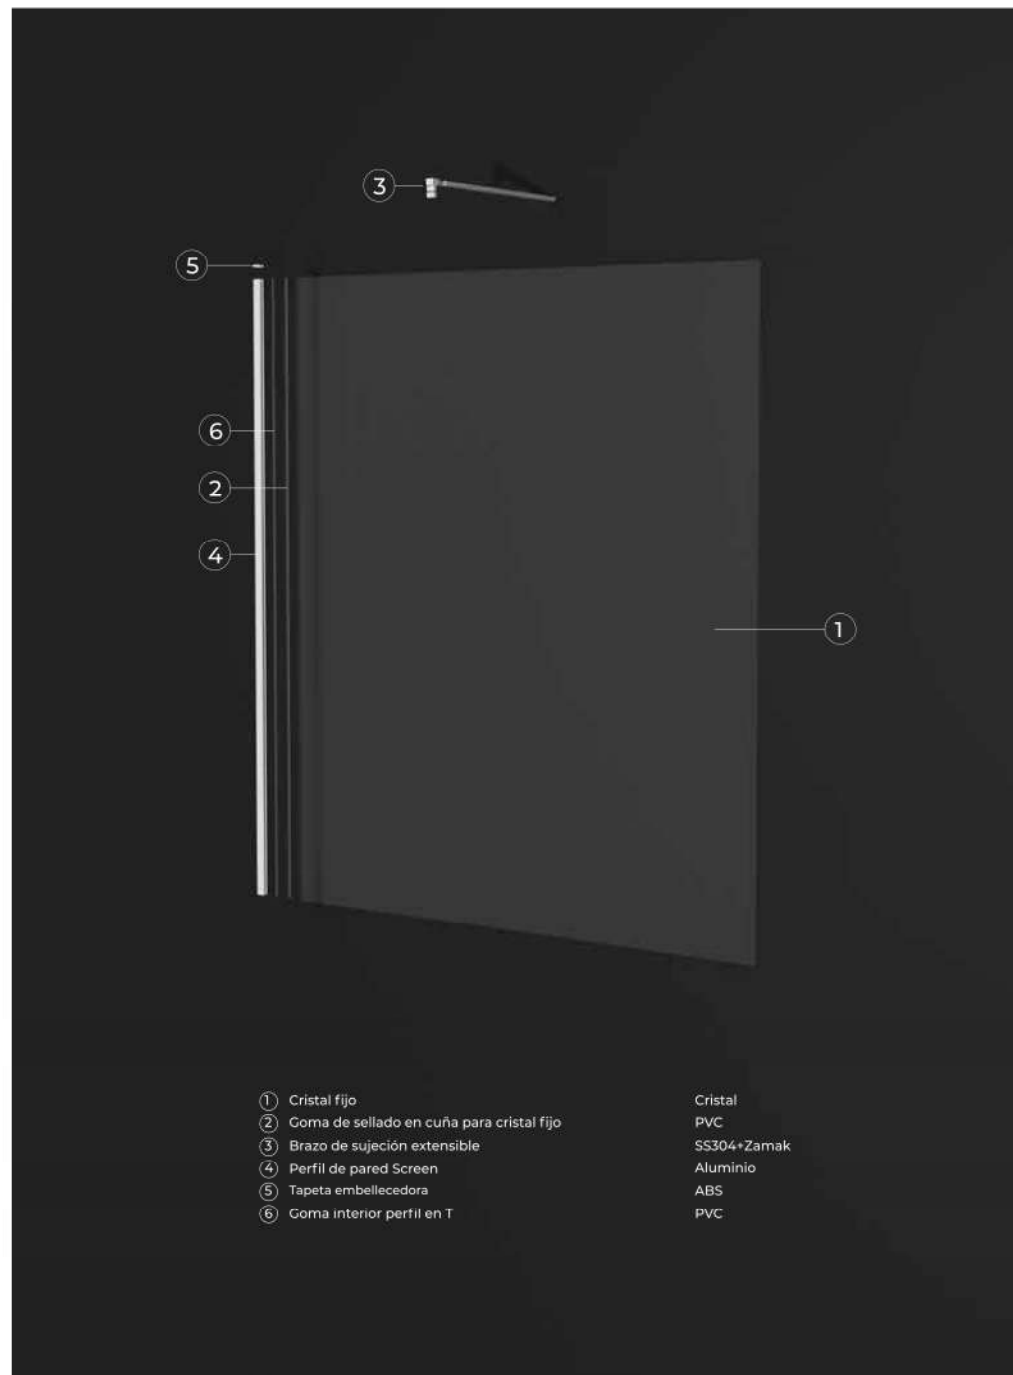 3
5
6
2
4
1
1 Cristal fijo Cristal
2 Goma de sellado en cuña para cristal fijo PVC
3 Brazo de sujeción extensible SS304+Zamak
4 Perfil de pared Screen Aluminio
5 Tapeta embellecedora ABS
6 Goma interior perfil en T PVC